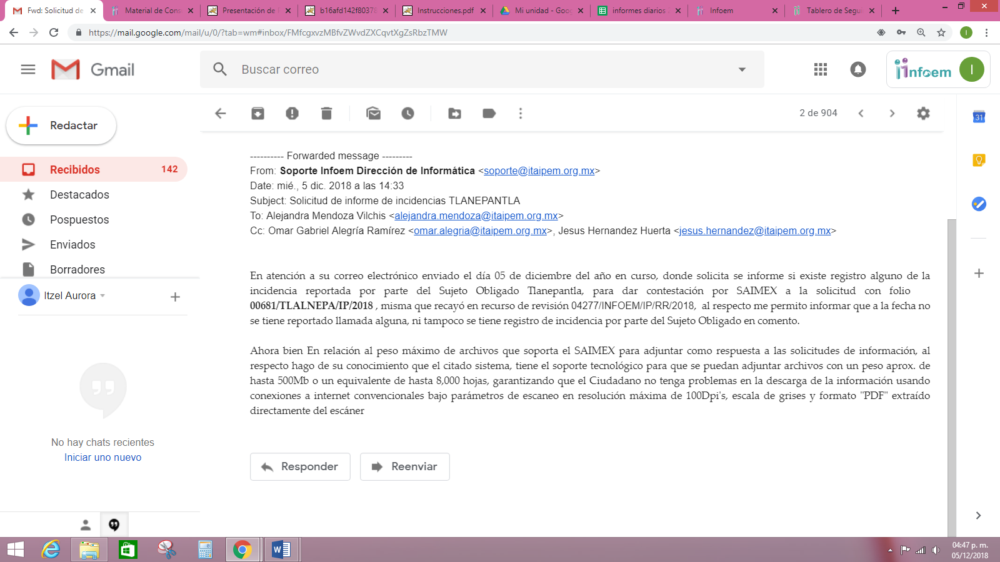 Fwd: Solicitud de
Material de Cons
Presentación de
b16afd142f80378
Instrucciones.pdf
Mi unidad - Goo
informes diarios
Infoem
Tablero de Segu
https://mail.google.com/mail/u/0/?tab=wm#inbox/FMfcgxvzMBfvZWvdZXCqvtXgZsRbzTMW
I
Gmail
Buscar correo
infoem
I
Redactar
2 de 904
31
Recibidos 142
Destacados
Pospuestos
Enviados
Borradores
Itzel Aurora
No hay chats recientes
Iniciar uno nuevo
---------- Forwarded message ---------
From: Soporte Infoem Dirección de Informática <soporte@itaipem.org.mx>
Date: mié., 5 dic. 2018 a las 14:33
Subject: Solicitud de informe de incidencias TLANEPANTLA
To: Alejandra Mendoza Vilchis <alejandra.mendoza@itaipem.org.mx>
Cc: Omar Gabriel Alegría Ramírez <omar.alegria@itaipem.org.mx>, Jesus Hernandez Huerta <jesus.hernandez@itaipem.org.mx>
En atención a su correo electrónico enviado el día 05 de diciembre del año en curso, donde solicita se informe si existe registro alguno de la
incidencia reportada por parte del Sujeto Obligado Tlanepantla, para dar contestación por SAIMEX a la solicitud con folio
00681/TLALNEPA/IP/2018 , misma que recayó en recurso de revisión 04277/INFOEM/IP/RR/2018, al respecto me permito informar que a la fecha no
se tiene reportado llamada alguna, ni tampoco se tiene registro de incidencia por parte del Sujeto Obligado en comento.
Ahora bien En relación al peso máximo de archivos que soporta el SAIMEX para adjuntar como respuesta a las solicitudes de información, al
respecto hago de su conocimiento que el citado sistema, tiene el soporte tecnológico para que se puedan adjuntar archivos con un peso aprox. de
hasta 500Mb o un equivalente de hasta 8,000 hojas, garantizando que el Ciudadano no tenga problemas en la descarga de la información usando
conexiones a internet convencionales bajo parámetros de escaneo en resolución máxima de 100Dpi's, escala de grises y formato "PDF" extraído
directamente del escáner
Responder
Reenviar
04:47 p. m.
05/12/2018